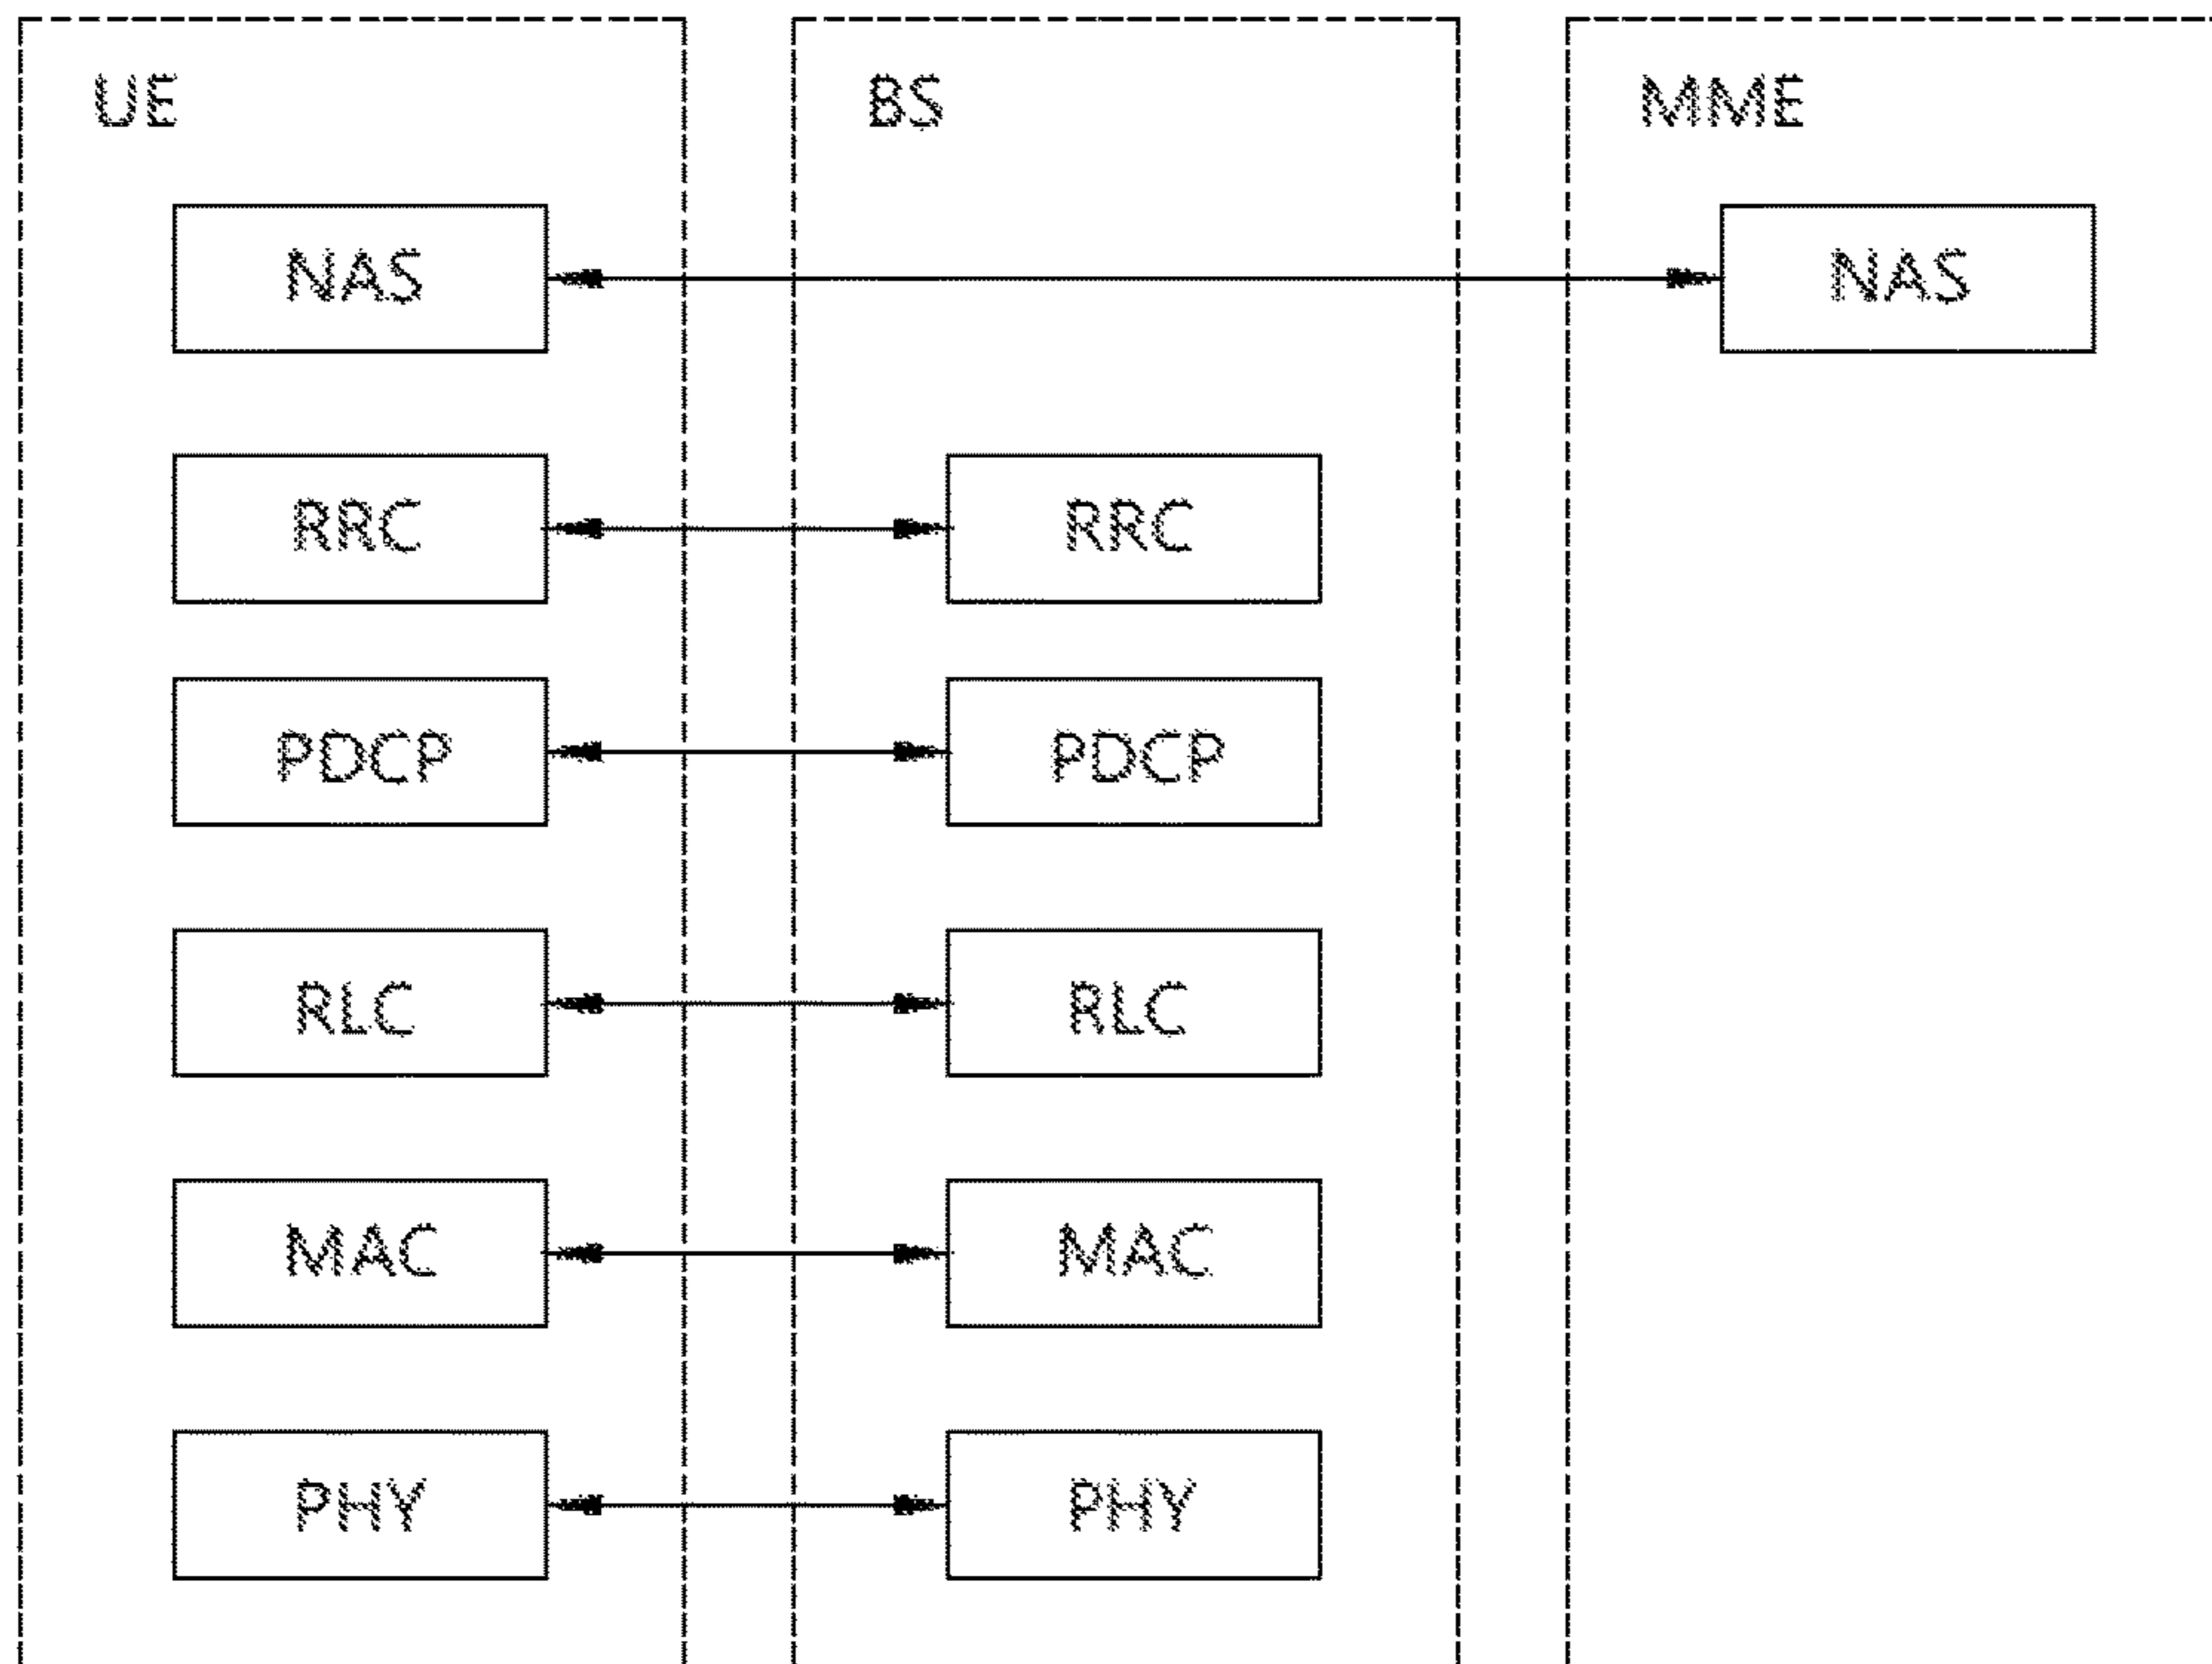 UE BS MME
NAS NAS
RRC RRC
PDCP PDCP
RLC RLC
MAC MAC
PHY PHY